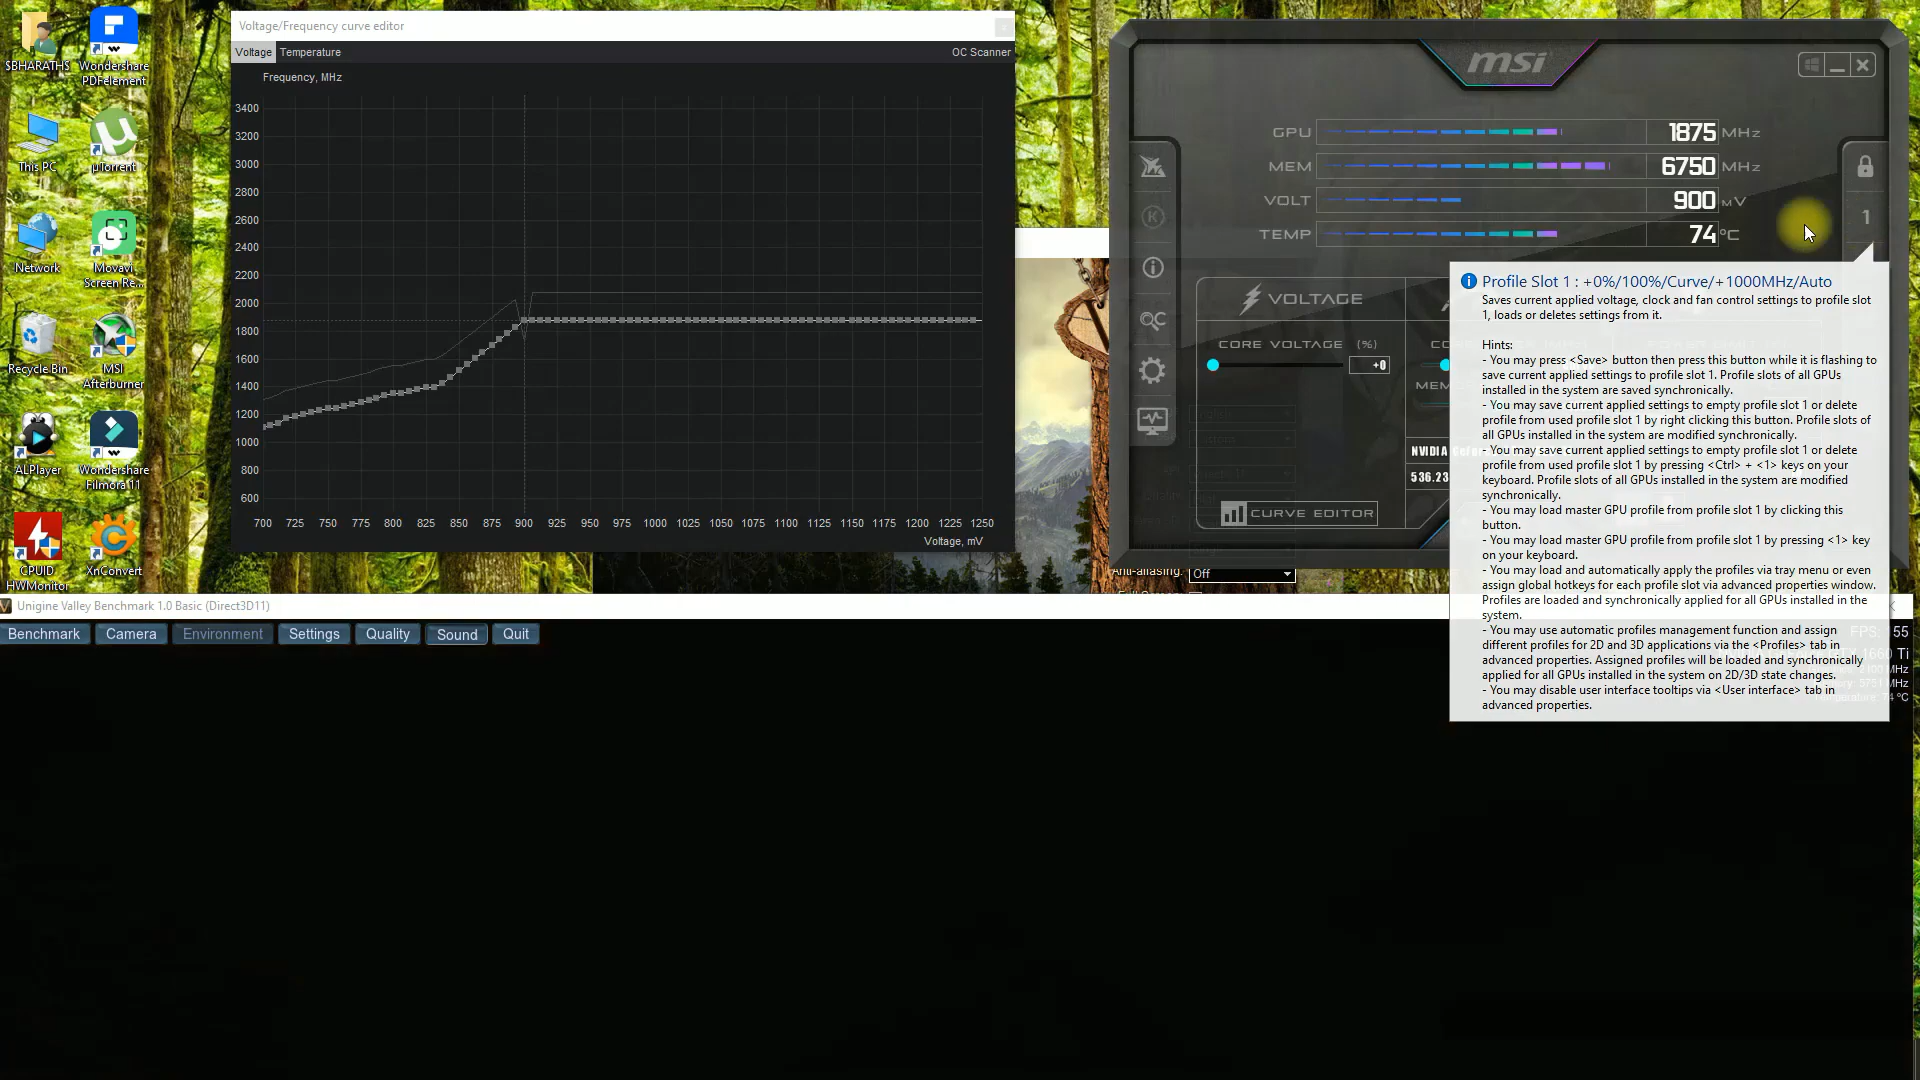 $BHARATH$
Wondershare
PDFelement
This PC
µTorrent
Network
Movavi
Screen Re...
Recycle Bin
MSI
Afterburner
ALPlayer
Wondershare
Filmora 11
CPUID
HWMonitor
XnConvert
Voltage/Frequency curve editor
Voltage Temperature OC Scanner
Frequency, MHz
3400
3200
3000
2800
2600
2400
2200
2000
1800
1600
1400
1200
1000
800
600
700 725 750 775 800 825 850 875 900 925 950 975 1000 1025 1050 1075 1100 1125 1150 1175 1200 1225 1250
Voltage, mV
msi
GPU 1875 MHz
MEM 6750 MHz
VOLT 900 mV
TEMP 74 °C
K
1
VOLTAGE
CORE VOLTAGE (%)
+0
NVIDIA
536.23
CURVE EDITOR
Profile Slot 1 : +0%/100%/Curve/+1000MHz/Auto
Saves current applied voltage, clock and fan control settings to profile slot
1, loads or deletes settings from it.
Hints:
- You may press <Save> button then press this button while it is flashing to
save current applied settings to profile slot 1. Profile slots of all GPUs
installed in the system are saved synchronically.
- You may save current applied settings to empty profile slot 1 or delete
profile from used profile slot 1 by right clicking this button. Profile slots of
all GPUs installed in the system are modified synchronically.
- You may save current applied settings to empty profile slot 1 or delete
profile from used profile slot 1 by pressing <Ctrl> + <1> keys on your
keyboard. Profile slots of all GPUs installed in the system are modified
synchronically.
- You may load master GPU profile from profile slot 1 by clicking this
button.
- You may load master GPU profile from profile slot 1 by pressing <1> key
on your keyboard.
- You may load and automatically apply the profiles via tray menu or even
assign global hotkeys for each profile slot via advanced properties window.
Profiles are loaded and synchronically applied for all GPUs installed in the
system.
- You may use automatic profiles management function and assign
different profiles for 2D and 3D applications via the <Profiles> tab in
advanced properties. Assigned profiles will be loaded and synchronically
applied for all GPUs installed in the system on 2D/3D state changes.
- You may disable user interface tooltips via <User interface> tab in
advanced properties.
Anti-aliasing: Off
Unigine Valley Benchmark 1.0 Basic (Direct3D11)
Benchmark Camera Environment Settings Quality Sound Quit
FPS: 155
1660 Ti
MHz
5751 MHz
74 °C